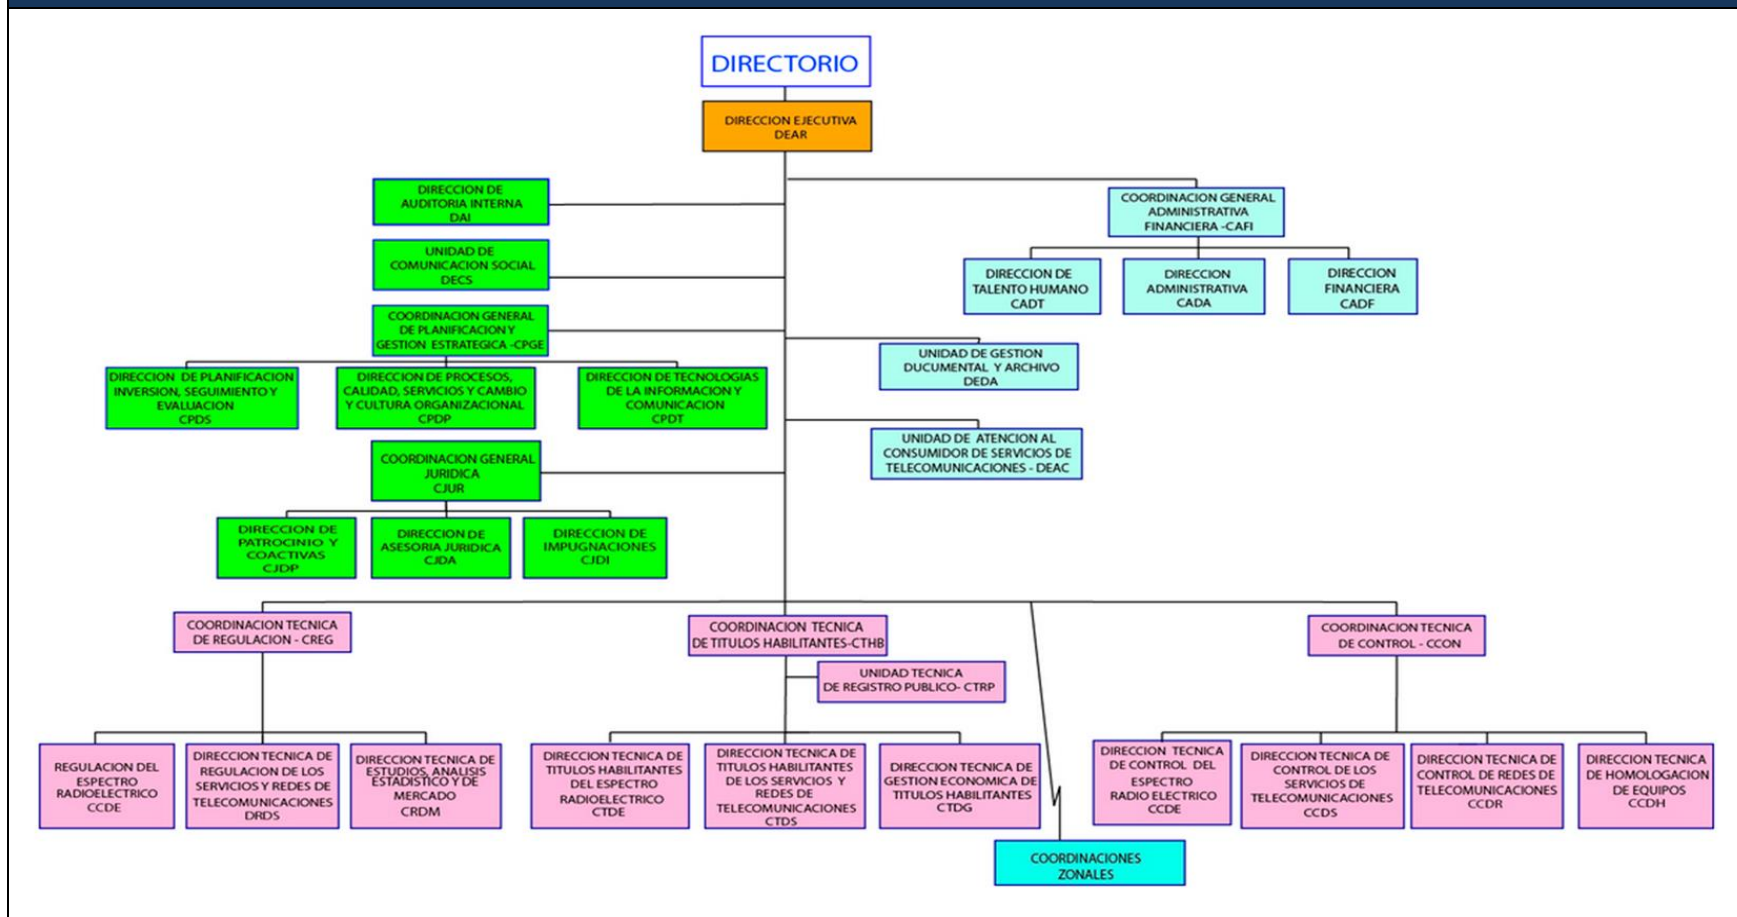 DIRECTORIO
DIRECCION EJECUTIVA
DEAR
DIRECCION DE
AUDITORIA INTERNA
DAI
UNIDAD DE
COMUNICACION SOCIAL
DECS
COORDINACION GENERAL
DE PLANIFICACION Y
GESTION ESTRATEGICA -CPGE
DIRECCION DE PLANIFICACION
INVERSION, SEGUIMIENTO Y
EVALUACION
CPDS
DIRECCION DE PROCESOS,
CALIDAD, SERVICIOS Y CAMBIO
Y CULTURA ORGANIZACIONAL
CPDP
DIRECCION DE TECNOLOGIAS
DE LA INFORMACION Y
COMUNICACION
CPDT
COORDINACION GENERAL
JURIDICA
CJUR
DIRECCION DE
PATROCINIO Y
COACTIVAS
CJDP
DIRECCION DE
ASESORIA JURIDICA
CJDA
DIRECCION DE
IMPUGNACIONES
CJDI
COORDINACION GENERAL
ADMINISTRATIVA
FINANCIERA -CAFI
DIRECCION DE
TALENTO HUMANO
CADT
DIRECCION
ADMINISTRATIVA
CADA
DIRECCION
FINANCIERA
CADF
UNIDAD DE GESTION
DUCUMENTAL Y ARCHIVO
DEDA
UNIDAD DE ATENCION AL
CONSUMIDOR DE SERVICIOS DE
TELECOMUNICACIONES - DEAC
COORDINACION TECNICA
DE REGULACION - CREG
REGULACION DEL
ESPECTRO
RADIOELECTRICO
CCDE
DIRECCION TECNICA DE
REGULACION DE LOS
SERVICIOS Y REDES DE
TELECOMUNICACIONES
DRDS
DIRECCION TECNICA DE
ESTUDIOS, ANALISIS
ESTADISTICO Y DE
MERCADO
CRDM
COORDINACION TECNICA
DE TITULOS HABILITANTES-CTHB
UNIDAD TECNICA
DE REGISTRO PUBLICO- CTRP
DIRECCION TECNICA DE
TITULOS HABILITANTES
DEL ESPECTRO
RADIOELECTRICO
CTDE
DIRECCION TECNICA DE
TITULOS HABILITANTES
DE LOS SERVICIOS Y
REDES DE
TELECOMUNICACIONES
CTDS
DIRECCION TECNICA DE
GESTION ECONOMICA DE
TITULOS HABILITANTES
CTDG
COORDINACION TECNICA
DE CONTROL - CCON
DIRECCION TECNICA
DE CONTROL DEL
ESPECTRO
RADIO ELECTRICO
CCDE
DIRECCION TECNICA DE
CONTROL DE LOS
SERVICIOS DE
TELECOMUNICACIONES
CCDS
DIRECCION TECNICA DE
CONTROL DE REDES DE
TELECOMUNICACIONES
CCDR
DIRECCION TECNICA
DE HOMOLOGACION
DE EQUIPOS
CCDH
COORDINACIONES
ZONALES